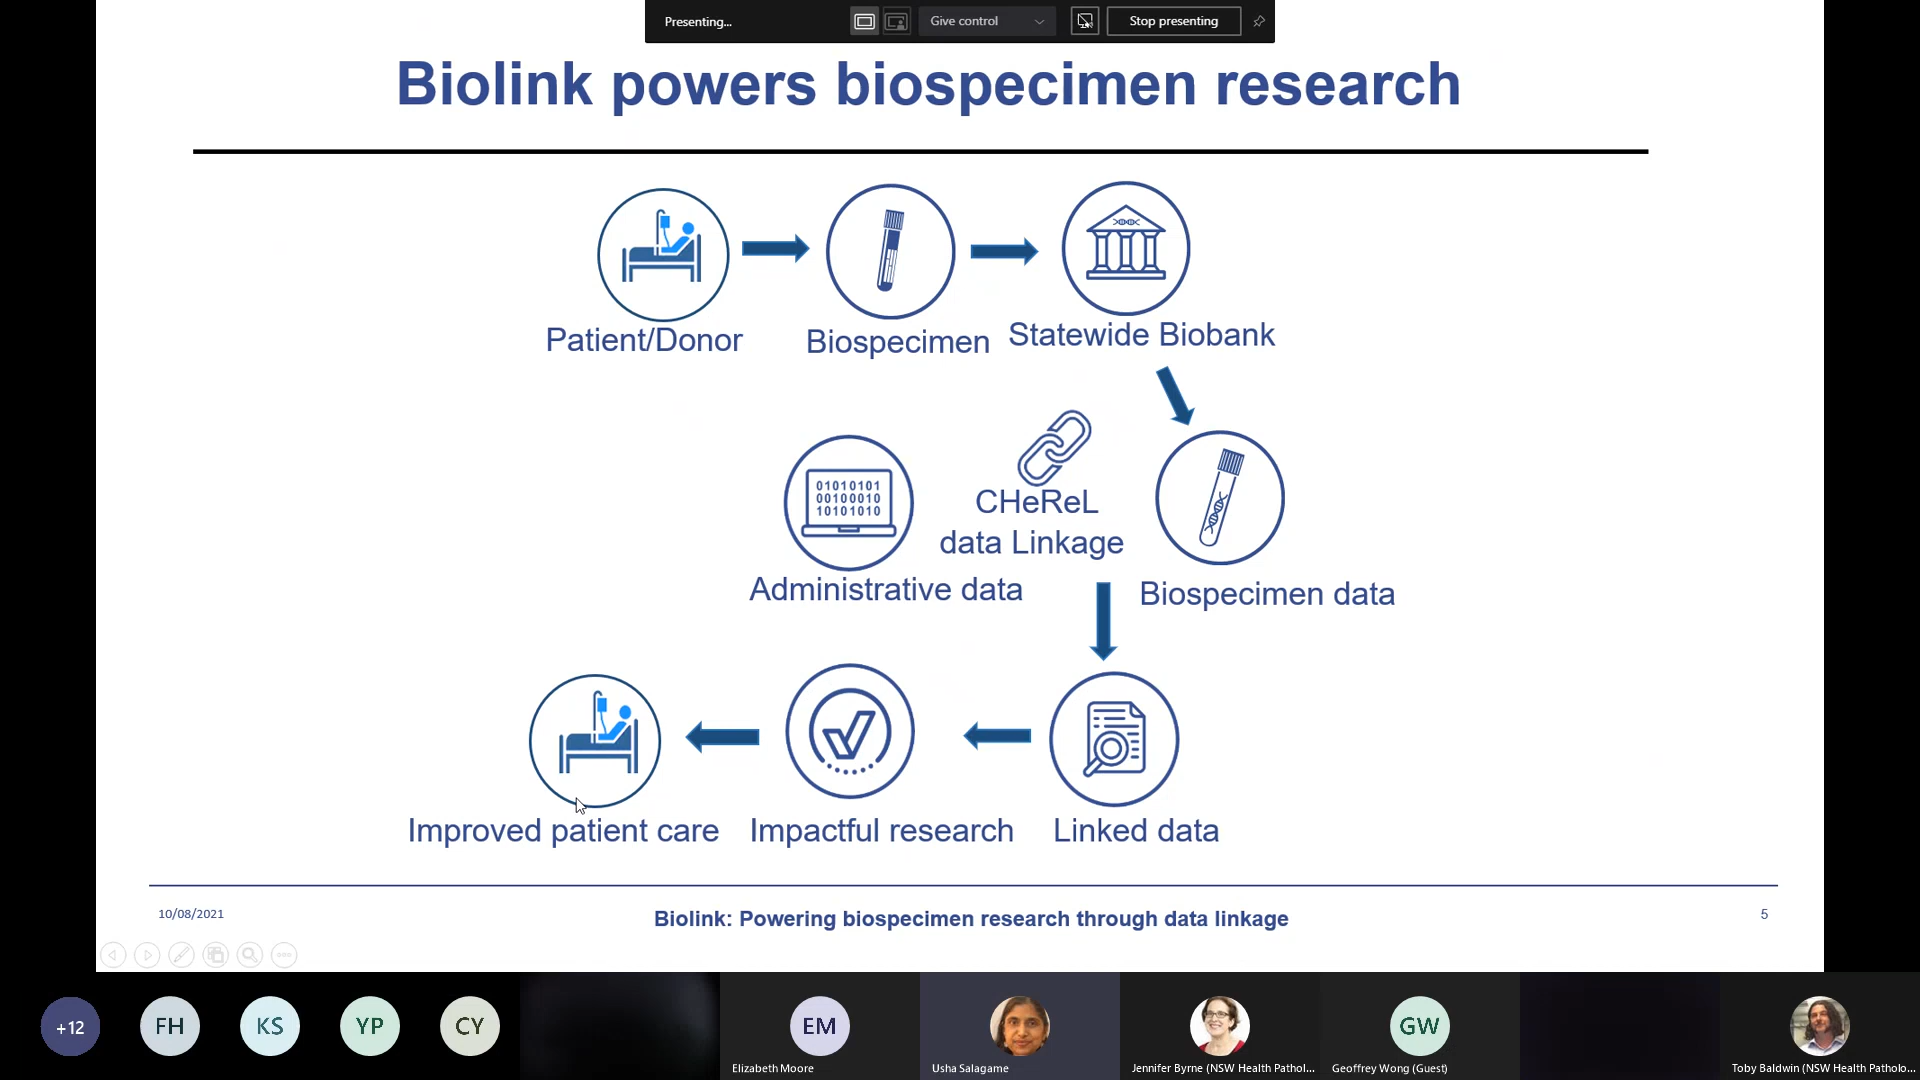 Presenting...
Give control
Stop presenting
Biolink powers biospecimen research
Patient/Donor
Biospecimen
Statewide Biobank
01010101
00100010
10101010
CHeReL
data Linkage
Administrative data
Biospecimen data
Improved patient care
Impactful research
Linked data
10/08/2021
Biolink: Powering biospecimen research through data linkage
5
+12
FH
KS
YP
CY
EM
GW
Elizabeth Moore
Usha Salagame
Jennifer Byrne (NSW Health Pathol...
Geoffrey Wong (Guest)
Toby Baldwin (NSW Health Patholo...